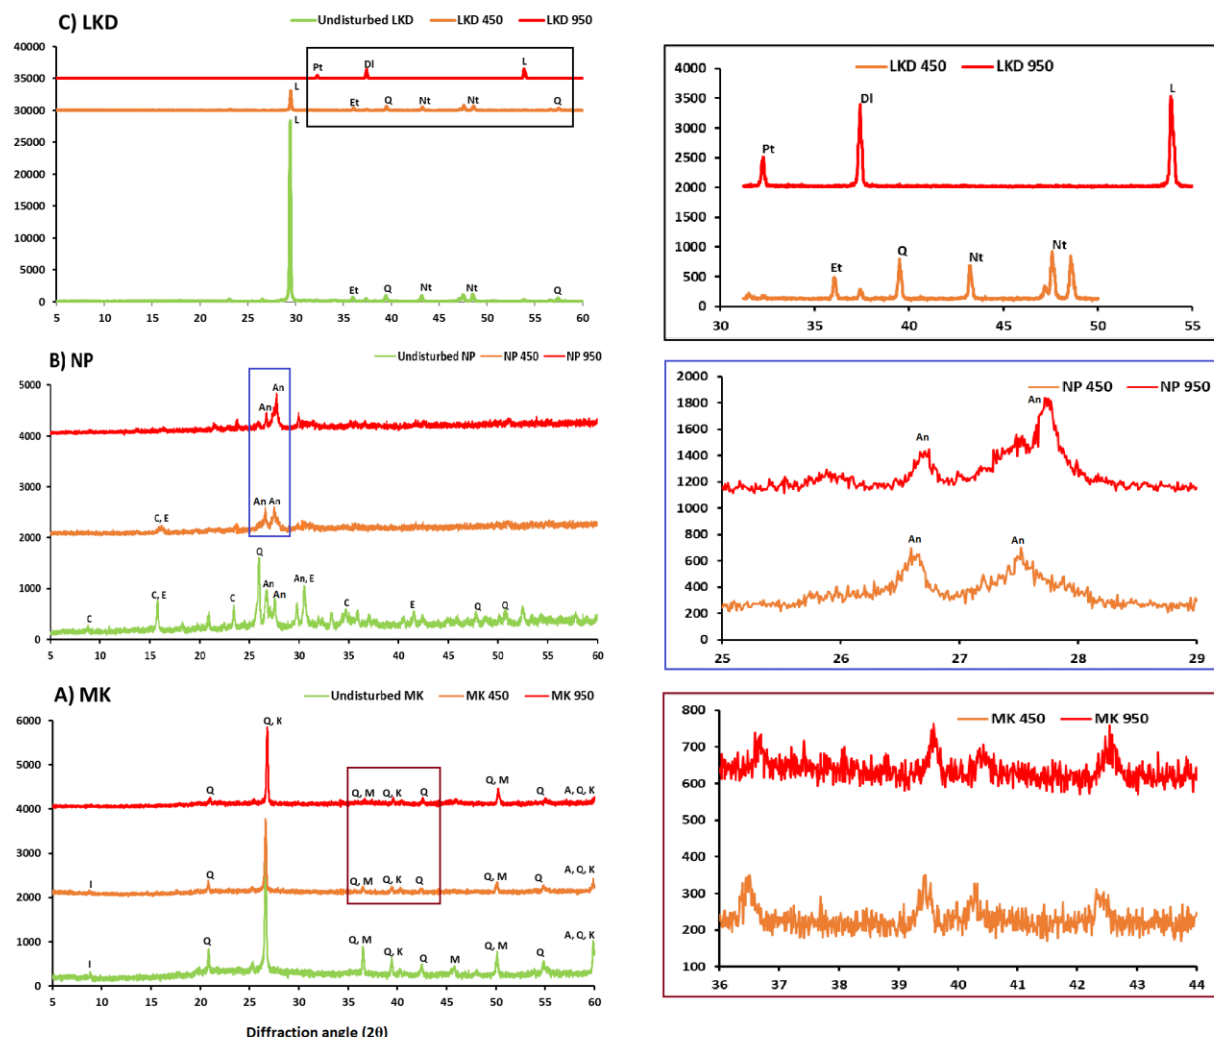 C) LKD
Undisturbed LKD LKD 450 LKD 950
40000
35000
30000
25000
20000
15000
10000
5000
0
Pt Dl L
L Et Q Nt Nt Q
L
Et Q Nt Nt Q
5 10 15 20 25 30 35 40 45 50 55 60
LKD 450 LKD 950
4000
3500
3000
2500
2000
1500
1000
500
0
Pt Dl L
Et Q Nt Nt
30 35 40 45 50 55
B) NP
Undisturbed NP NP 450 NP 950
5000
4000
3000
2000
1000
0
An An
C, E An An
C C, E C Q An An An, E C E Q Q
5 10 15 20 25 30 35 40 45 50 55 60
NP 450 NP 950
2000
1800
1600
1400
1200
1000
800
600
400
200
0
An An
An An
25 26 27 28 29
A) MK
Undisturbed MK MK 450 MK 950
6000
5000
4000
3000
2000
1000
0
Q Q, K Q, M Q, K Q Q, M Q A, Q, K
I Q Q, M Q, K Q Q, M Q A, Q, K
I Q Q, M Q, K Q M Q, M Q A, Q, K
5 10 15 20 25 30 35 40 45 50 55 60
Diffraction angle (2θ)
MK 450 MK 950
800
700
600
500
400
300
200
100
36 37 38 39 40 41 42 43 44